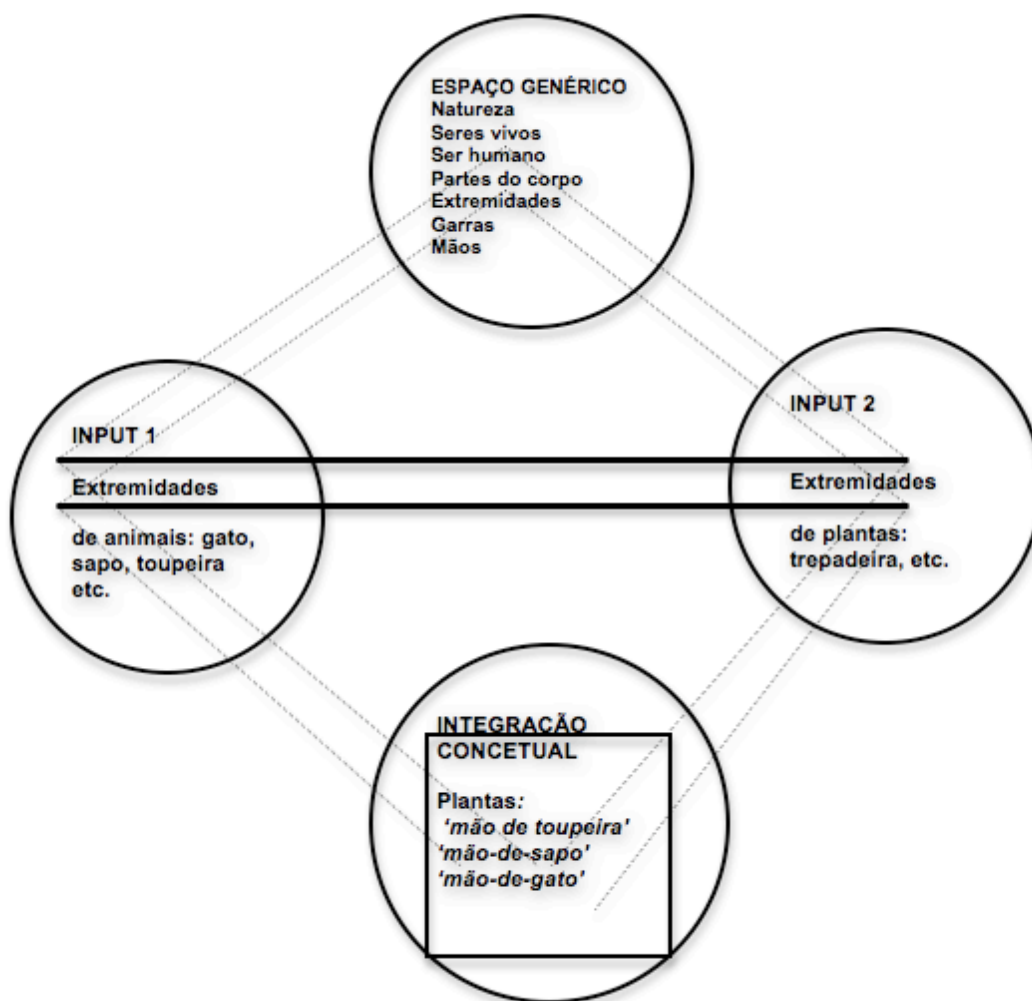 ESPAÇO GENÉRICO
Natureza
Seres vivos
Ser humano
Partes do corpo
Extremidades
Garras
Mãos
INPUT 1
Extremidades
de animais: gato,
sapo, toupeira
etc.
INPUT 2
Extremidades
de plantas:
trepadeira, etc.
INTEGRAÇÃO
CONCETUAL
Plantas:
‘mão de toupeira’
‘mão-de-sapo’
‘mão-de-gato’